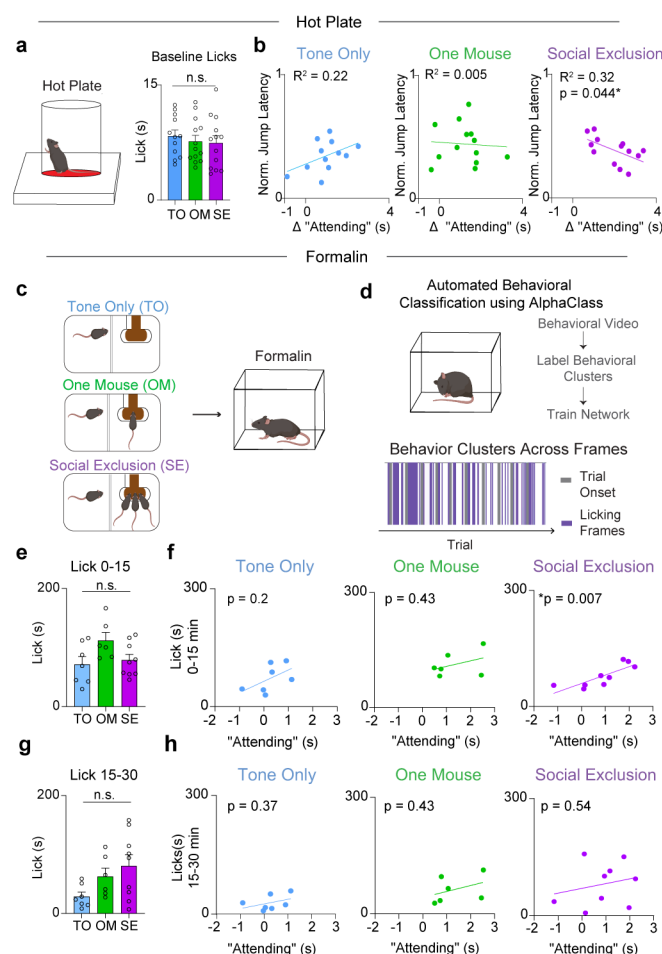 Hot Plate
a
Hot Plate
Baseline Licks
n.s.
15
0
Lick (s)
TO OM SE
b
Tone Only
R² = 0.22
1
0
Norm. Jump Latency
-1 0 4
Δ "Attending" (s)
One Mouse
R² = 0.005
1
0
Norm. Jump Latency
0 4
Δ "Attending" (s)
Social Exclusion
R² = 0.32
p = 0.044*
1
0
Norm. Jump Latency
-1 0 4
Δ "Attending" (s)
Formalin
c
Tone Only (TO)
One Mouse (OM)
Social Exclusion (SE)
Formalin
d
Automated Behavioral
Classification using AlphaClass
Behavioral Video
Label Behavioral
Clusters
Train Network
Behavior Clusters Across Frames
Trial
Onset
Licking
Frames
Trial
e
Lick 0-15
n.s.
200
0
Lick (s)
TO OM SE
f
Lick (s)
0-15 min
Tone Only
p = 0.2
300
0
-2 -1 0 1 2 3
"Attending" (s)
One Mouse
p = 0.43
300
0
-2 -1 0 1 2 3
"Attending" (s)
Social Exclusion
*p = 0.007
300
0
-2 -1 0 1 2 3
"Attending" (s)
g
Lick 15-30
n.s.
200
0
Lick (s)
TO OM SE
h
Licks(s)
15-30 min
Tone Only
p = 0.37
300
0
-2 -1 0 1 2 3
"Attending" (s)
One Mouse
p = 0.43
300
0
-2 -1 0 1 2 3
"Attending" (s)
Social Exclusion
p = 0.54
300
0
-2 -1 0 1 2 3
"Attending" (s)